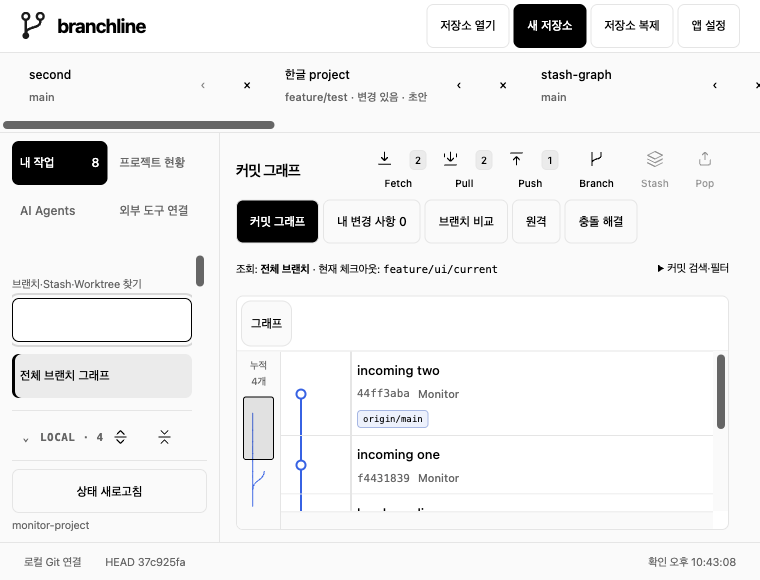 branchline
저장소 열기
새 저장소
저장소 복제
앱 설정
second
main
한글 project
feature/test · 변경 있음 · 초안
stash-graph
main
내 작업 8
프로젝트 현황
AI Agents
외부 도구 연결
브랜치·Stash·Worktree 찾기
전체 브랜치 그래프
LOCAL · 4
상태 새로고침
monitor-project
커밋 그래프
2
Fetch
2
Pull
1
Push
Branch
Stash
Pop
커밋 그래프
내 변경 사항 0
브랜치 비교
원격
충돌 해결
조회: 전체 브랜치 · 현재 체크아웃: feature/ui/current
▶ 커밋 검색·필터
그래프
누적
4개
incoming two
44ff3aba Monitor
origin/main
incoming one
f4431839 Monitor
로컬 Git 연결
HEAD 37c925fa
확인 오후 10:43:08